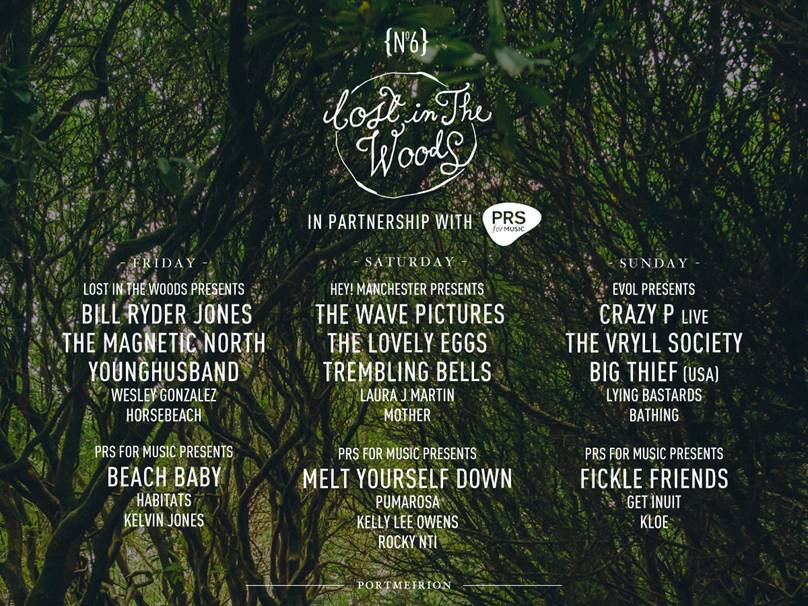 {Nº6}
Lost in The
Woods
IN PARTNERSHIP WITH PRS for MUSIC
- FRIDAY -
LOST IN THE WOODS PRESENTS
BILL RYDER JONES
THE MAGNETIC NORTH
YOUNGHUSBAND
WESLEY GONZALEZ
HORSEBEACH
PRS FOR MUSIC PRESENTS
BEACH BABY
HABITATS
KELVIN JONES
- SATURDAY -
HEY! MANCHESTER PRESENTS
THE WAVE PICTURES
THE LOVELY EGGS
TREMBLING BELLS
LAURA J MARTIN
MOTHER
PRS FOR MUSIC PRESENTS
MELT YOURSELF DOWN
PUMAROSA
KELLY LEE OWENS
ROCKY NTI
- SUNDAY -
EVOL PRESENTS
CRAZY P LIVE
THE VRYLL SOCIETY
BIG THIEF (USA)
LYING BASTARDS
BATHING
PRS FOR MUSIC PRESENTS
FICKLE FRIENDS
GET INUIT
KLOE
PORTMEIRION